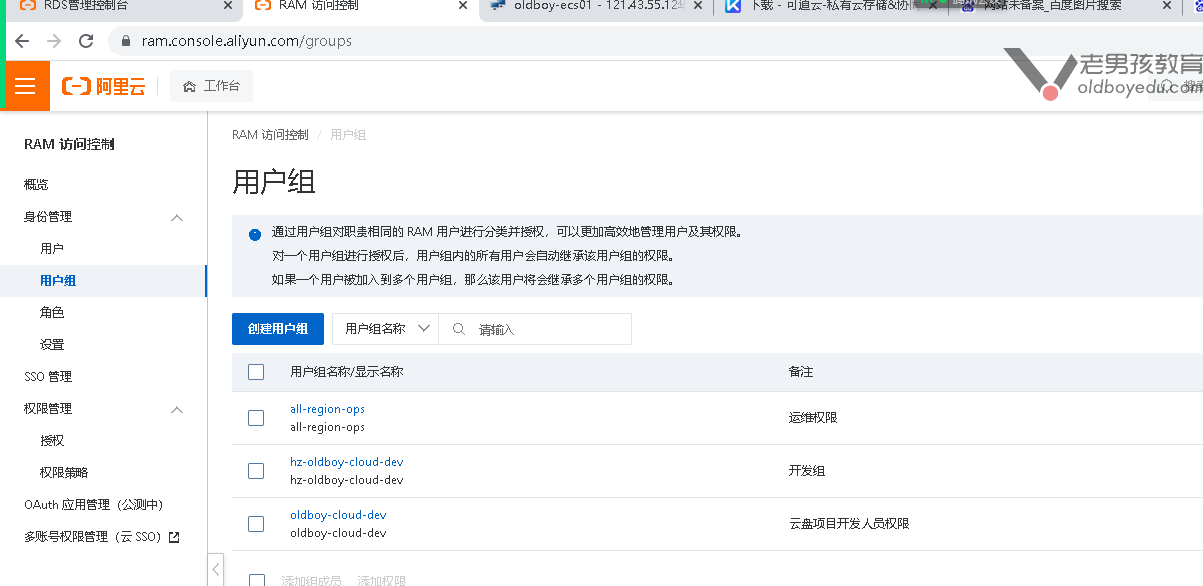 RDS管理控制台
RAM 访问控制
oldboy-ecs01 - 121.43.55.12
下载 - 可道云-私有云存储&协
网站未备案_百度图片搜索
ram.console.aliyun.com/groups
阿里云
工作台
老男孩教育
oldboyedu.com
RAM 访问控制
概览
身份管理
用户
用户组
角色
设置
SSO 管理
权限管理
授权
权限策略
OAuth 应用管理（公测中）
多账号权限管理（云 SSO）
RAM 访问控制 / 用户组
用户组
通过用户组对职责相同的 RAM 用户进行分类并授权，可以更加高效地管理用户及其权限。
对一个用户组进行授权后，用户组内的所有用户会自动继承该用户组的权限。
如果一个用户被加入到多个用户组，那么该用户将会继承多个用户组的权限。
创建用户组
用户组名称
请输入
用户组名称/显示名称
备注
all-region-ops
all-region-ops
运维权限
hz-oldboy-cloud-dev
hz-oldboy-cloud-dev
开发组
oldboy-cloud-dev
oldboy-cloud-dev
云盘项目开发人员权限
添加组成员
添加权限